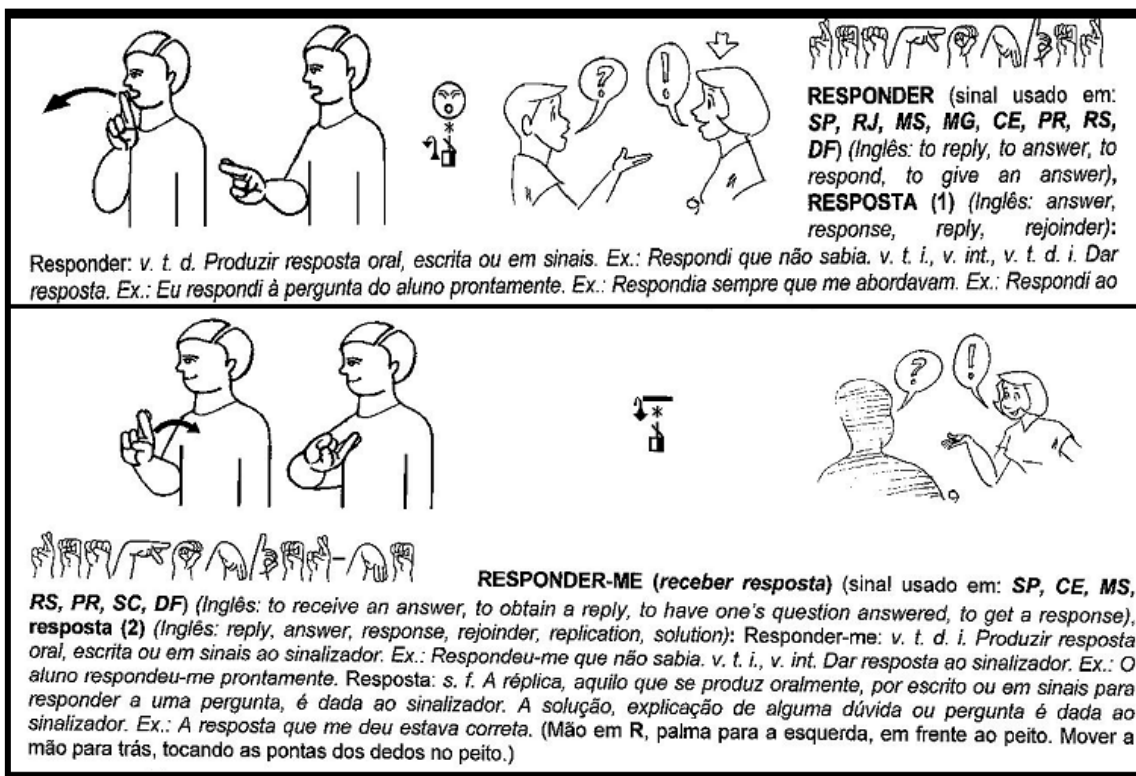 RESPONDER (sinal usado em:
SP, RJ, MS, MG, CE, PR, RS,
DF) (Inglês: to reply, to answer, to
respond, to give an answer),
RESPOSTA (1) (Inglês: answer,
response, reply, rejoinder):
Responder: v. t. d. Produzir resposta oral, escrita ou em sinais. Ex.: Respondi que não sabia. v. t. i., v. int., v. t. d. i. Dar
resposta. Ex.: Eu respondi à pergunta do aluno prontamente. Ex.: Respondia sempre que me abordavam. Ex.: Respondi ao
? !
? !
RESPONDER-ME (receber resposta) (sinal usado em: SP, CE, MS,
RS, PR, SC, DF) (Inglês: to receive an answer, to obtain a reply, to have one's question answered, to get a response),
resposta (2) (Inglês: reply, answer, response, rejoinder, replication, solution): Responder-me: v. t. d. i. Produzir resposta
oral, escrita ou em sinais ao sinalizador. Ex.: Respondeu-me que não sabia. v. t. i., v. int. Dar resposta ao sinalizador. Ex.: O
aluno respondeu-me prontamente. Resposta: s. f. A réplica, aquilo que se produz oralmente, por escrito ou em sinais para
responder a uma pergunta, é dada ao sinalizador. A solução, explicação de alguma dúvida ou pergunta é dada ao
sinalizador. Ex.: A resposta que me deu estava correta. (Mão em R, palma para a esquerda, em frente ao peito. Mover a
mão para trás, tocando as pontas dos dedos no peito.)